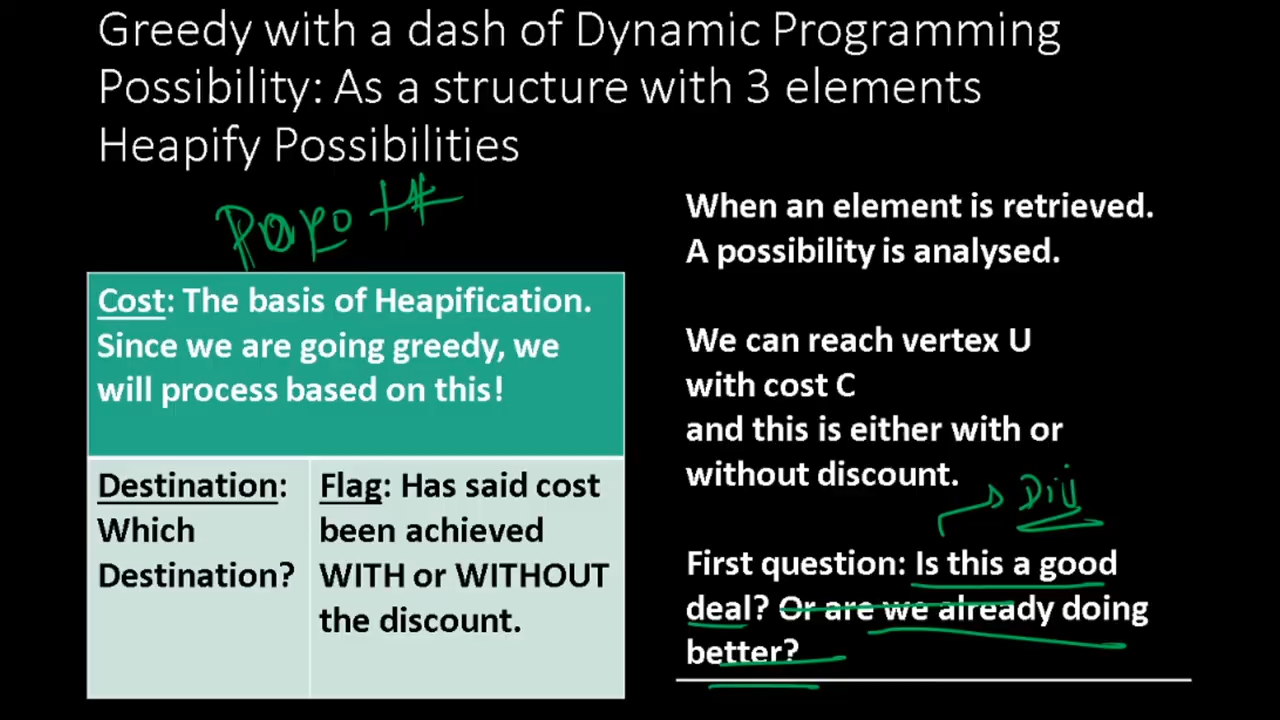 Greedy with a dash of Dynamic Programming
Possibility: As a structure with 3 elements
Heapify Possibilities
Cost: The basis of Heapification.
Since we are going greedy, we
will process based on this!
Destination:
Which
Destination?
Flag: Has said cost
been achieved
WITH or WITHOUT
the discount.
When an element is retrieved.
A possibility is analysed.
We can reach vertex U
with cost C
and this is either with or
without discount.
First question: Is this a good
deal? Or are we already doing
better?